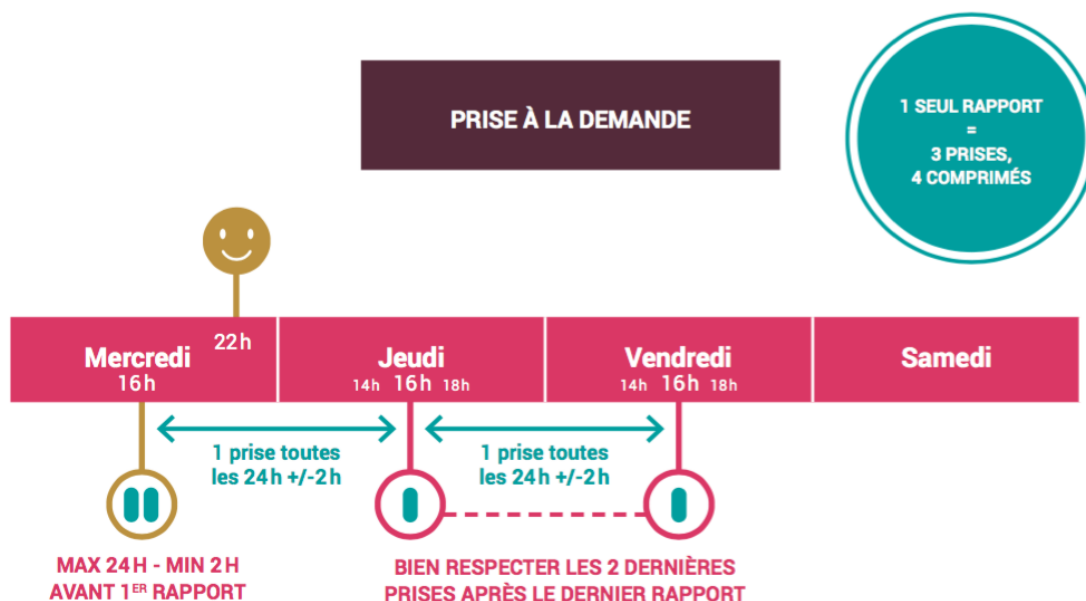 PRISE À LA DEMANDE
1 SEUL RAPPORT
=
3 PRISES,
4 COMPRIMÉS
22h
Mercredi
16h
Jeudi
14h 16h 18h
Vendredi
14h 16h 18h
Samedi
1 prise toutes
les 24h +/-2h
1 prise toutes
les 24h +/-2h
MAX 24H - MIN 2H
AVANT 1ER RAPPORT
BIEN RESPECTER LES 2 DERNIÈRES
PRISES APRÈS LE DERNIER RAPPORT